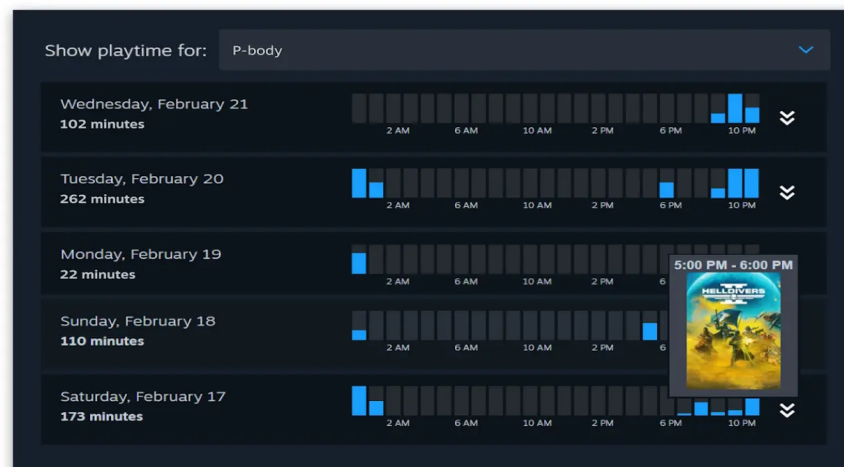 Show playtime for: P-body
Wednesday, February 21
102 minutes
2 AM 6 AM 10 AM 2 PM 6 PM 10 PM
Tuesday, February 20
262 minutes
2 AM 6 AM 10 AM 2 PM 6 PM 10 PM
Monday, February 19
22 minutes
2 AM 6 AM 10 AM 2 PM 6
5:00 PM - 6:00 PM
HELLDIVERS
II
Sunday, February 18
110 minutes
2 AM 6 AM 10 AM 2 PM 6
Saturday, February 17
173 minutes
2 AM 6 AM 10 AM 2 PM 6 PM 10 PM